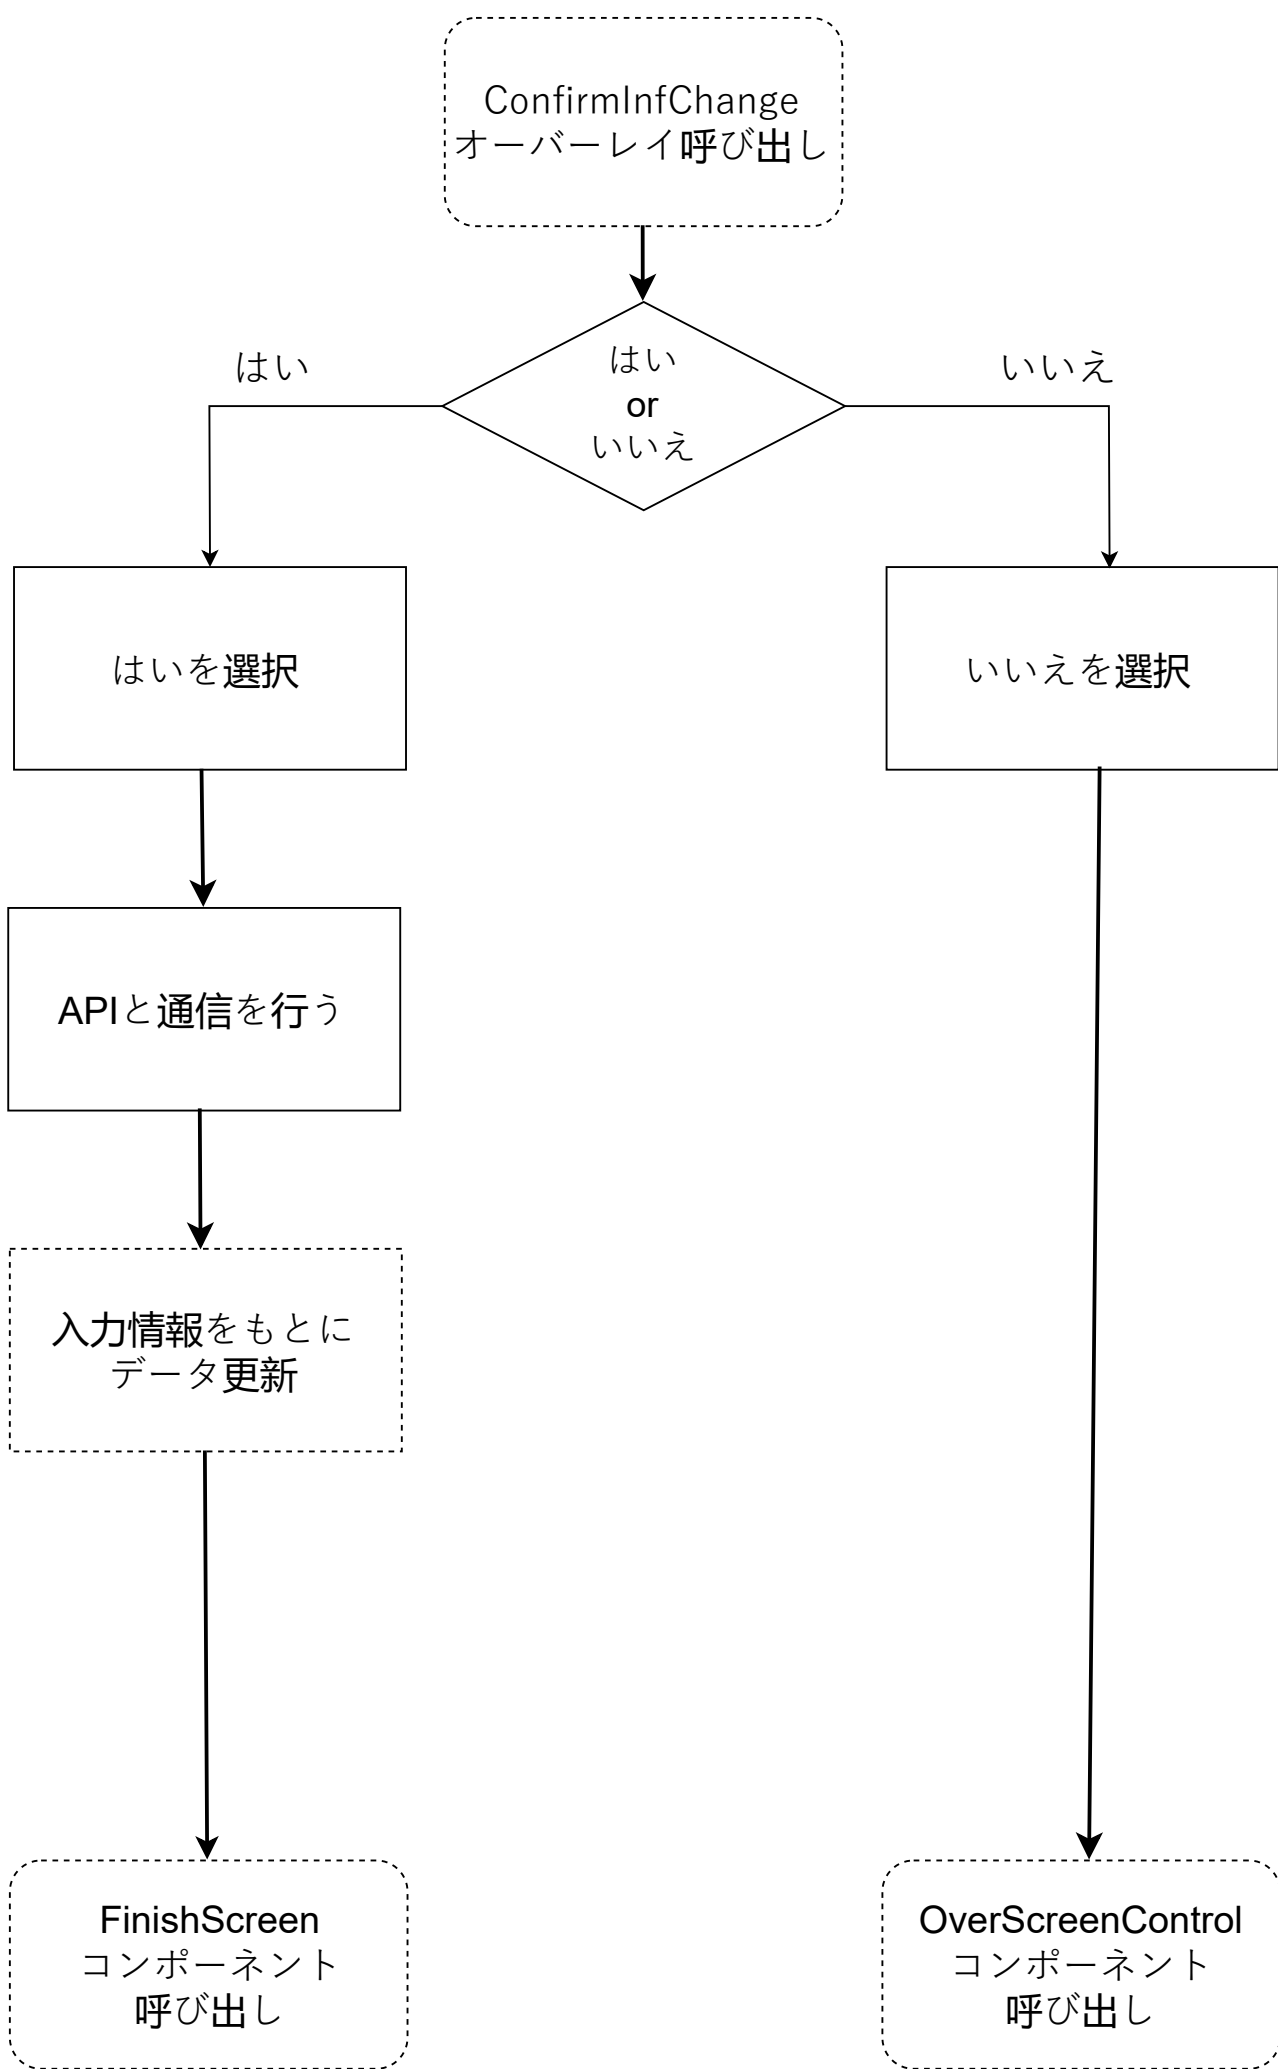 ConfirmInfChange
オーバーレイ呼び出し
はい
はい
or
いいえ
いいえ
はいを選択
いいえを選択
APIと通信を行う
入力情報をもとに
データ更新
FinishScreen
コンポーネント
呼び出し
OverScreenControl
コンポーネント
呼び出し